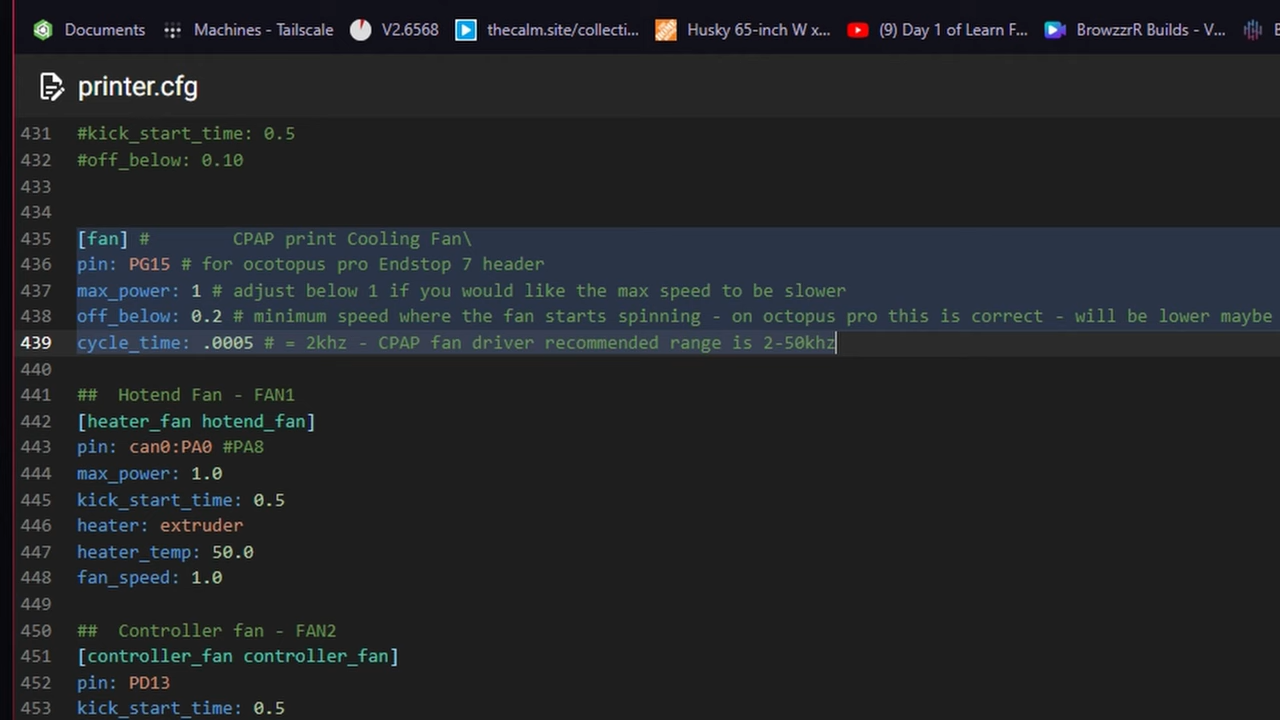 Documents
Machines - Tailscale
V2.6568
thecalm.site/collecti...
Husky 65-inch W x...
(9) Day 1 of Learn F...
BrowzzrR Builds - V...
printer.cfg
431 #kick_start_time: 0.5
432 #off_below: 0.10
433
434
435 [fan] # CPAP print Cooling Fan\
436 pin: PG15 # for ocotopus pro Endstop 7 header
437 max_power: 1 # adjust below 1 if you would like the max speed to be slower
438 off_below: 0.2 # minimum speed where the fan starts spinning - on octopus pro this is correct - will be lower maybe
439 cycle_time: .0005 # = 2khz - CPAP fan driver recommended range is 2-50khz
440
441 ## Hotend Fan - FAN1
442 [heater_fan hotend_fan]
443 pin: can0:PA0 #PA8
444 max_power: 1.0
445 kick_start_time: 0.5
446 heater: extruder
447 heater_temp: 50.0
448 fan_speed: 1.0
449
450 ## Controller fan - FAN2
451 [controller_fan controller_fan]
452 pin: PD13
453 kick_start_time: 0.5